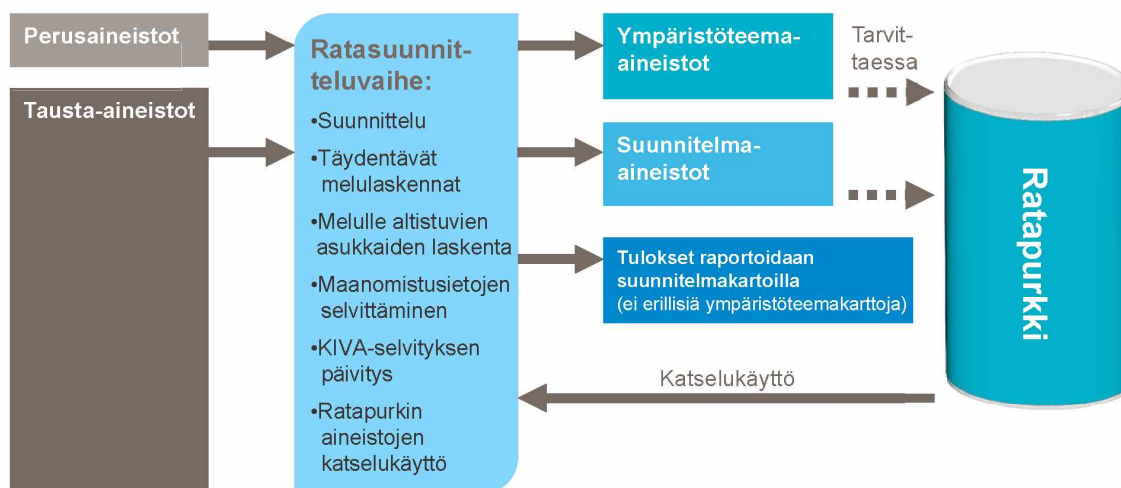 Perusaineistot
Tausta-aineistot
Ratasuunnit-
teluvaihe:
•Suunnittelu
•Täydentävät
melulaskennat
•Melulle altistuvien
asukkaiden laskenta
•Maanomistusietojen
selvittäminen
•KIVA-selvityksen
päivitys
•Ratapurkin
aineistojen
katselukäyttö
Ympäristöteema-
aineistot
Suunnitelma-
aineistot
Tulokset raportoidaan
suunnitelmakartoilla
(ei erillisiä ympäristöteemakarttoja)
Tarvit-
taessa
Katselukäyttö
Ratapurkki